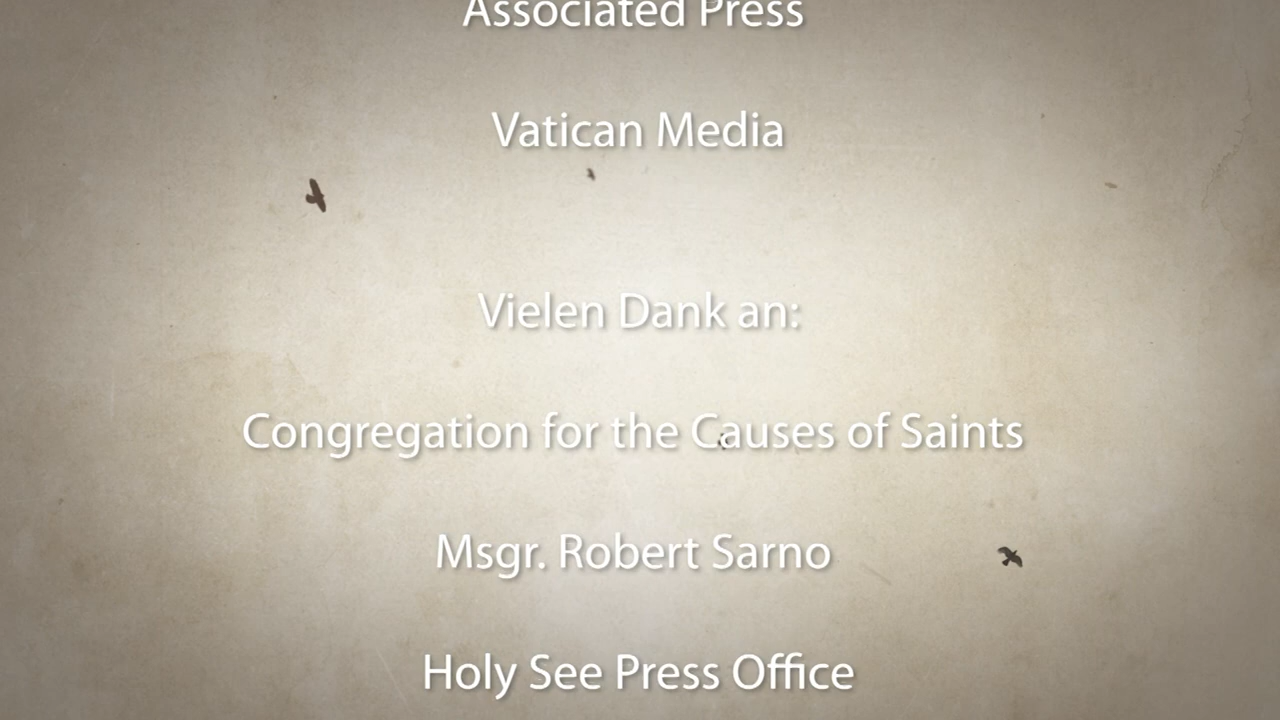 Associated Press
Vatican Media
Vielen Dank an:
Congregation for the Causes of Saints
Msgr. Robert Sarno
Holy See Press Office